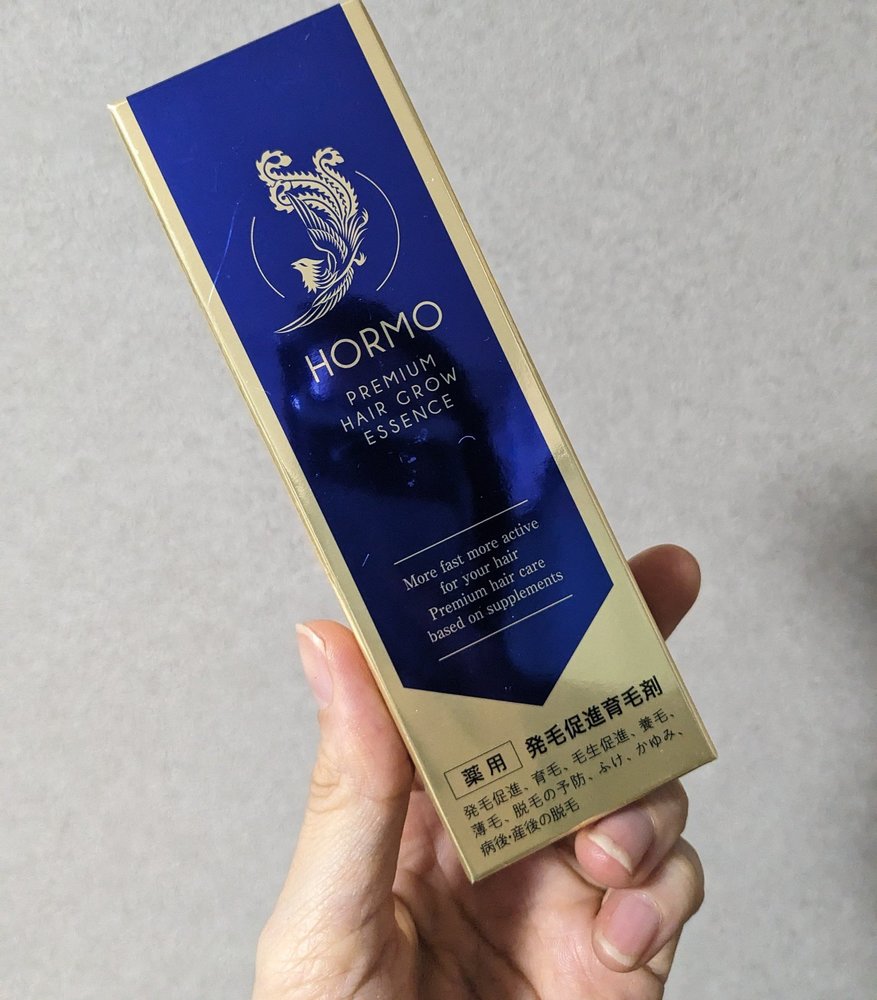 HORMO
PREMIUM
HAIR GROW
ESSENCE
More fast more active
for your hair
Premium hair care
based on supplements
薬用 発毛促進育毛剤
発毛促進、育毛、毛生促進、養毛、
薄毛、脱毛の予防、ふけ、かゆみ、
病後・産後の脱毛